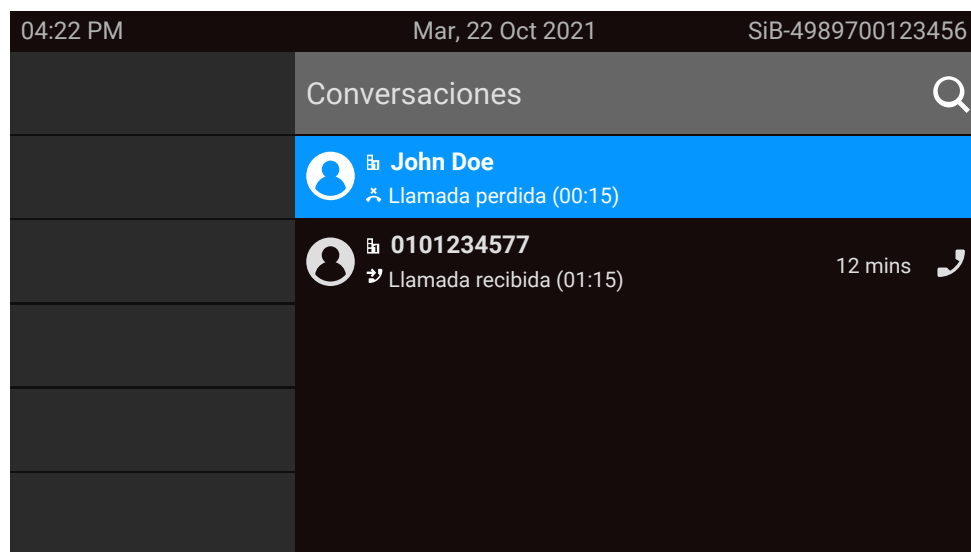 04:22 PM Mar, 22 Oct 2021 SiB-4989700123456
Conversaciones
John Doe
Llamada perdida (00:15)
0101234577
Llamada recibida (01:15)
12 mins